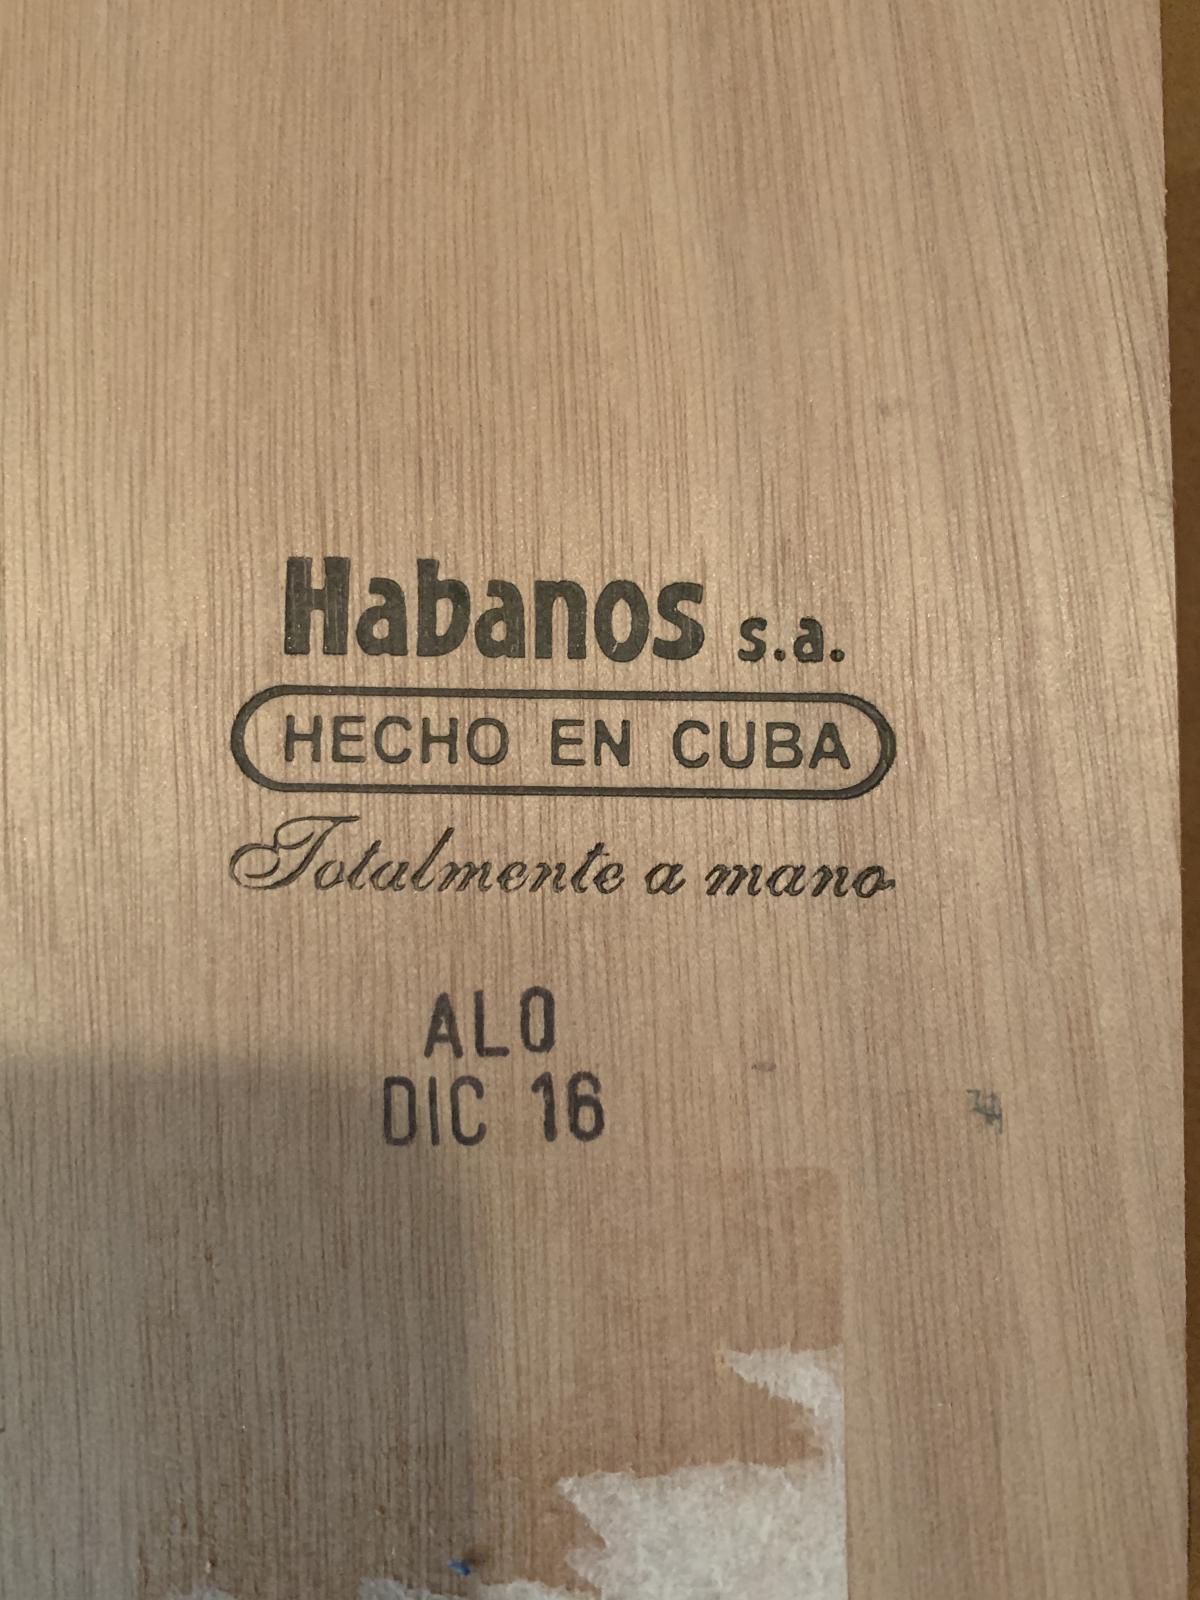 Habanos s.a.
HECHO EN CUBA
Totalmente a mano
ALO
DIC 16